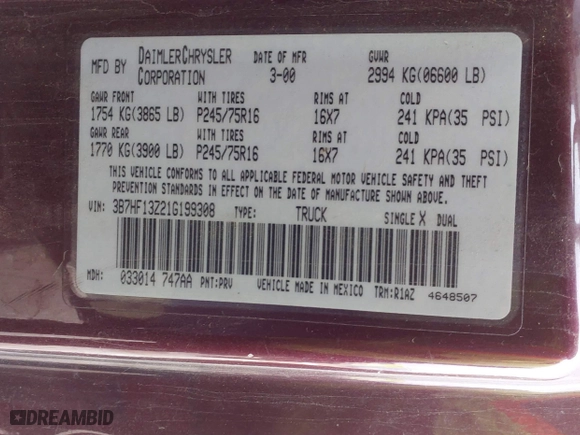 MFD BY DAIMLERCHRYSLER CORPORATION DATE OF MFR 3-00 GVWR 2994 KG(06600 LB)
GAWR FRONT WITH TIRES RIMS AT COLD
1754 KG(3865 LB) P245/75R16 16X7 241 KPA(35 PSI)
GAWR REAR WITH TIRES RIMS AT COLD
1770 KG(3900 LB) P245/75R16 16X7 241 KPA(35 PSI)
THIS VEHICLE CONFORMS TO ALL APPLICABLE FEDERAL MOTOR VEHICLE SAFETY AND THEFT
PREVENTION STANDARDS IN EFFECT ON THE DATE OF MANUFACTURE SHOWN ABOVE.
VIN: 3B7HF13Z21G199308 TYPE: TRUCK SINGLE X DUAL
MDH: 033014 747AA PNT:PRV VEHICLE MADE IN MEXICO TRM:R1AZ 4648507
DREAMBID